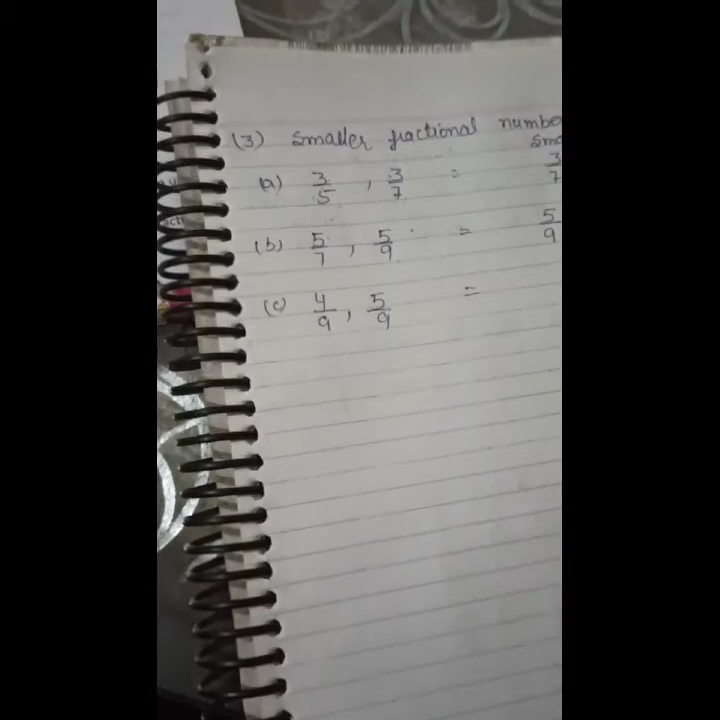 (3) smaller fractional numbe
sma
(a) 3/5 , 3/7 = 3/7
(b) 5/7 , 5/9 = 5/9
(c) 4/9 , 5/9 =